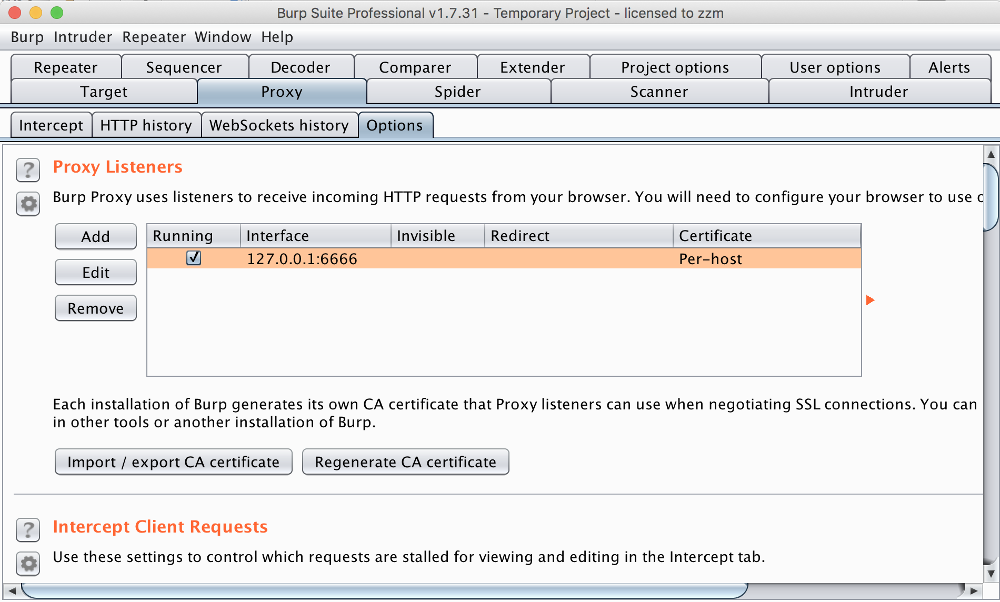 Burp Suite Professional v1.7.31 - Temporary Project - licensed to zzm
Burp Intruder Repeater Window Help
Repeater Sequencer Decoder Comparer Extender Project options User options Alerts
Target Proxy Spider Scanner Intruder
Intercept HTTP history WebSockets history Options
? Proxy Listeners
Burp Proxy uses listeners to receive incoming HTTP requests from your browser. You will need to configure your browser to use
Add Running Interface Invisible Redirect Certificate
127.0.0.1:6666 Per-host
Edit
Remove
Each installation of Burp generates its own CA certificate that Proxy listeners can use when negotiating SSL connections. You can
in other tools or another installation of Burp.
Import / export CA certificate Regenerate CA certificate
? Intercept Client Requests
Use these settings to control which requests are stalled for viewing and editing in the Intercept tab.